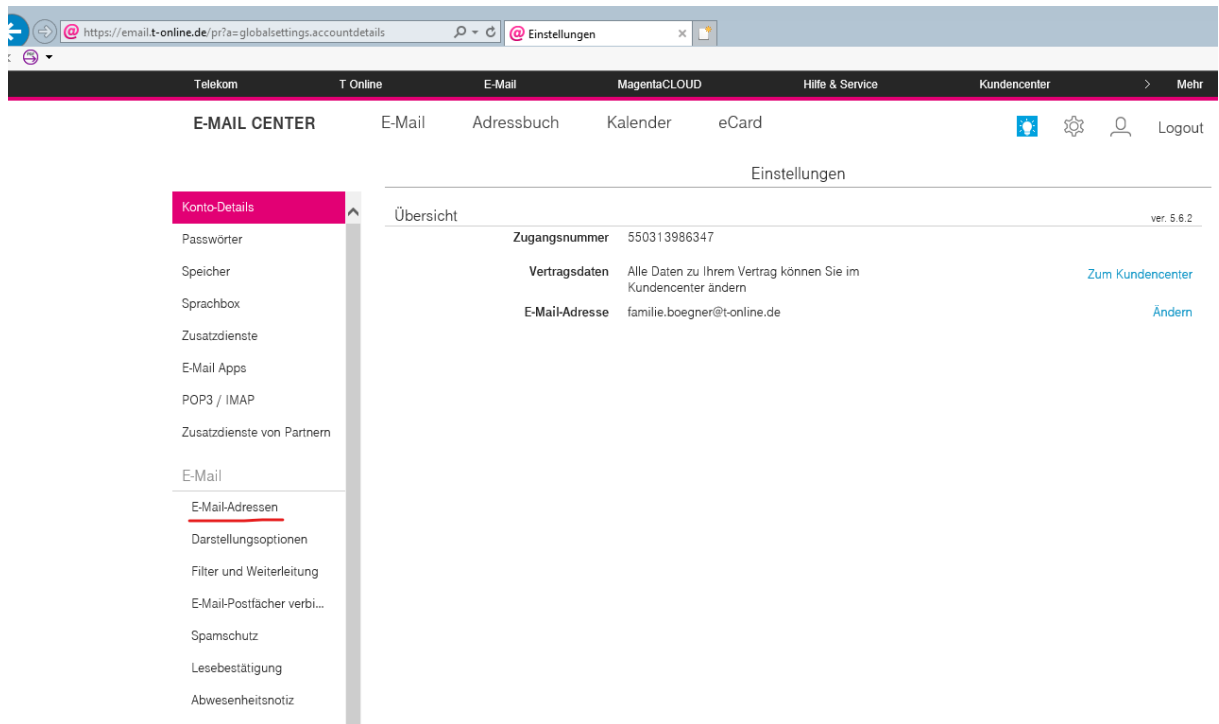 https://email.t-online.de/pr?a=globalsettings.accountdetails
Einstellungen
Telekom T Online E-Mail MagentaCLOUD Hilfe & Service Kundencenter > Mehr
E-MAIL CENTER E-Mail Adressbuch Kalender eCard Logout
Einstellungen
Konto-Details
Passwörter
Speicher
Sprachbox
Zusatzdienste
E-Mail Apps
POP3 / IMAP
Zusatzdienste von Partnern
E-Mail
E-Mail-Adressen
Darstellungsoptionen
Filter und Weiterleitung
E-Mail-Postfächer verbi...
Spamschutz
Lesebestätigung
Abwesenheitsnotiz
Übersicht ver. 5.6.2
Zugangsnummer 550313986347
Vertragsdaten Alle Daten zu Ihrem Vertrag können Sie im Zum Kundencenter
Kundencenter ändern
E-Mail-Adresse familie.boegner@t-online.de Ändern